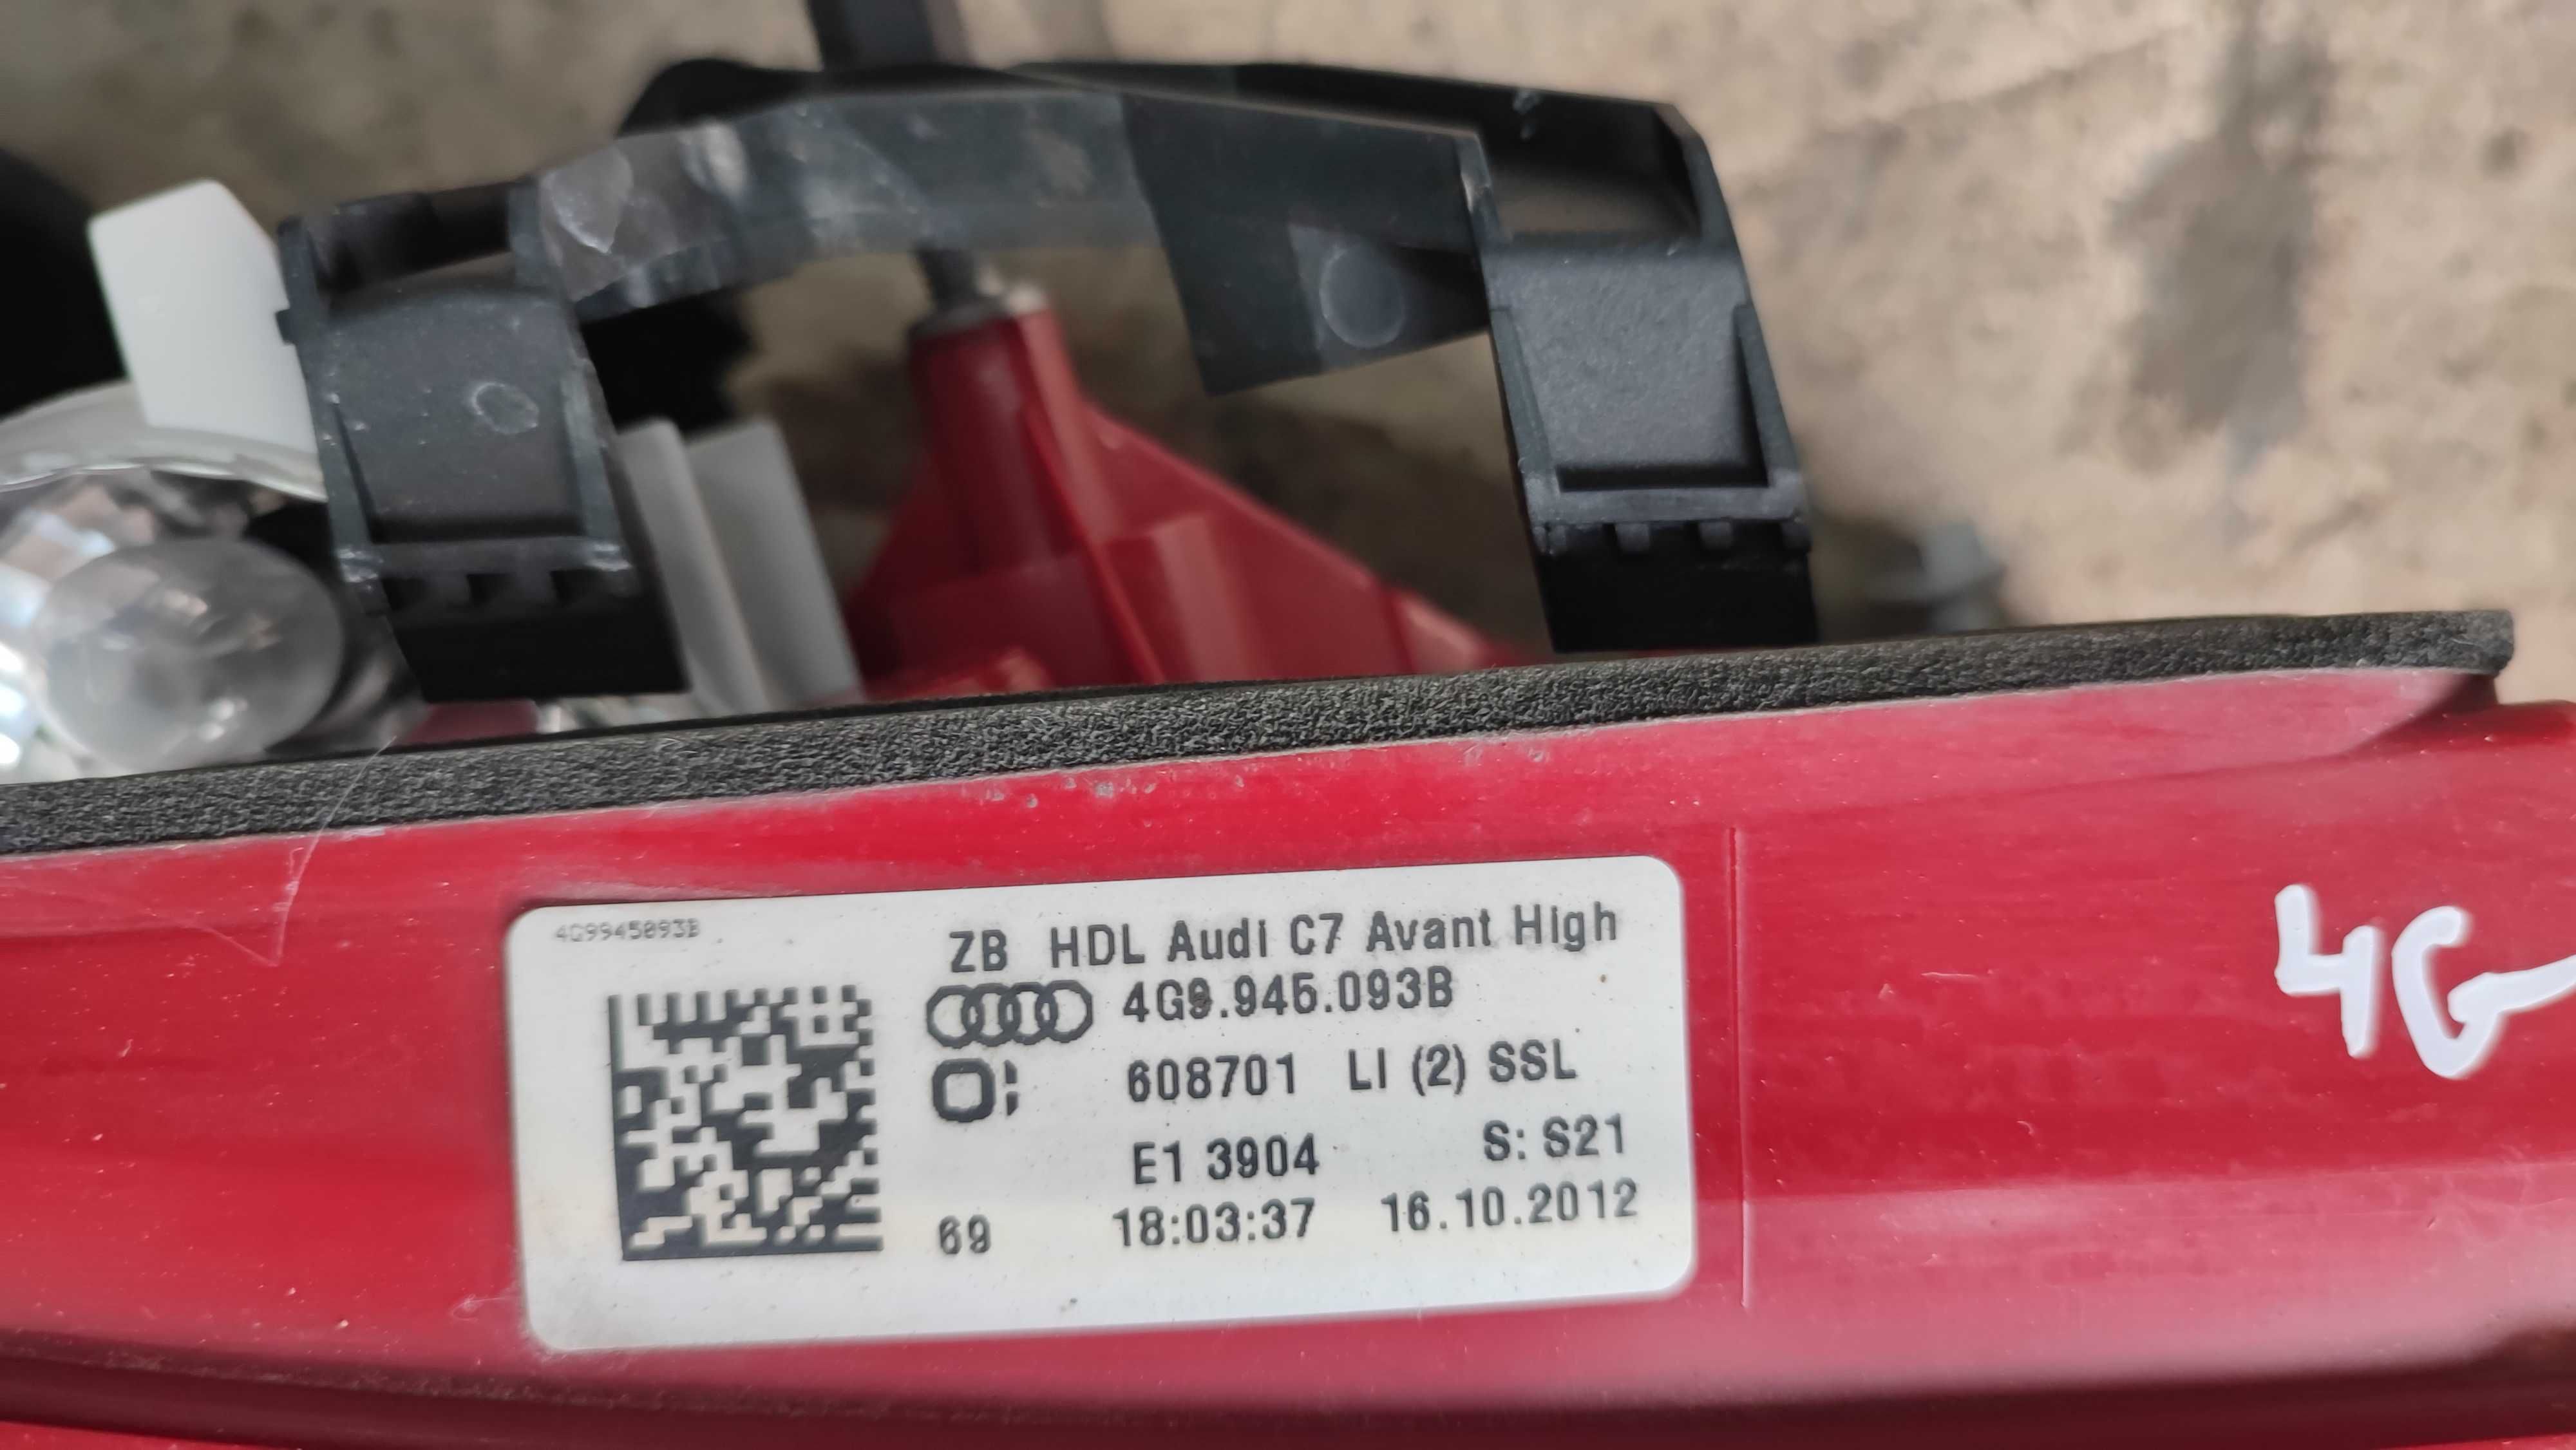 4G9945093B
ZB HDL Audi C7 Avant High
4G9.945.093B
608701 LI (2) SSL
E1 3904 S: S21
69 18:03:37 16.10.2012
4G